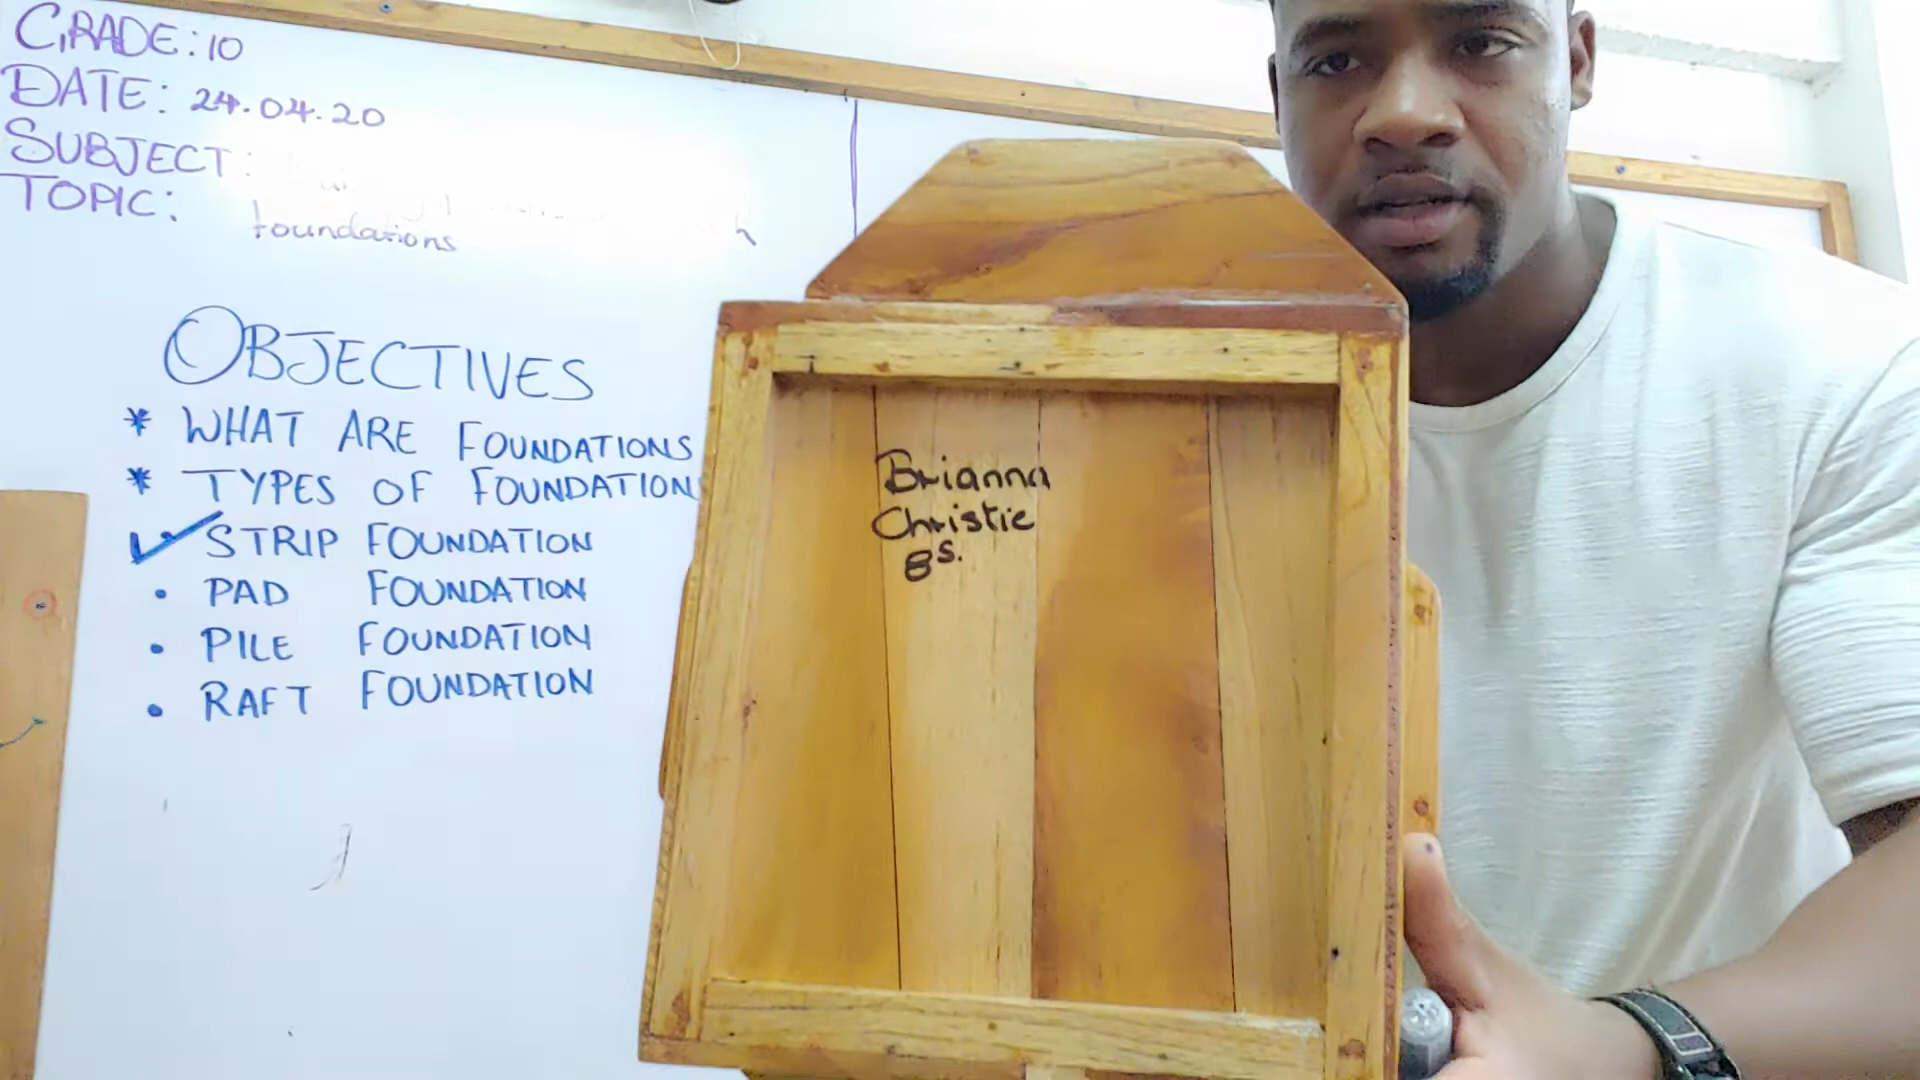 GRADE: 10
DATE: 24.04.20
SUBJECT:
TOPIC:
foundations
OBJECTIVES
* WHAT ARE FOUNDATIONS
* TYPES OF FOUNDATION
✓ STRIP FOUNDATION
• PAD FOUNDATION
• PILE FOUNDATION
• RAFT FOUNDATION
Brianna
Christie
8S.